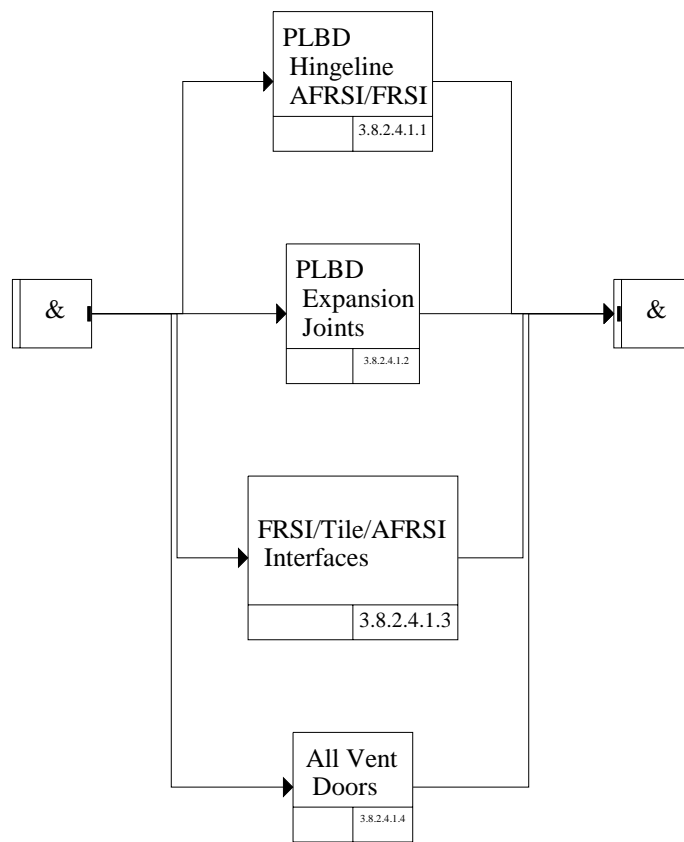 PLBD
Hingeline
AFRSI/FRSI
3.8.2.4.1.1
&
PLBD
Expansion
Joints
3.8.2.4.1.2
&
FRSI/Tile/AFRSI
Interfaces
3.8.2.4.1.3
All Vent
Doors
3.8.2.4.1.4